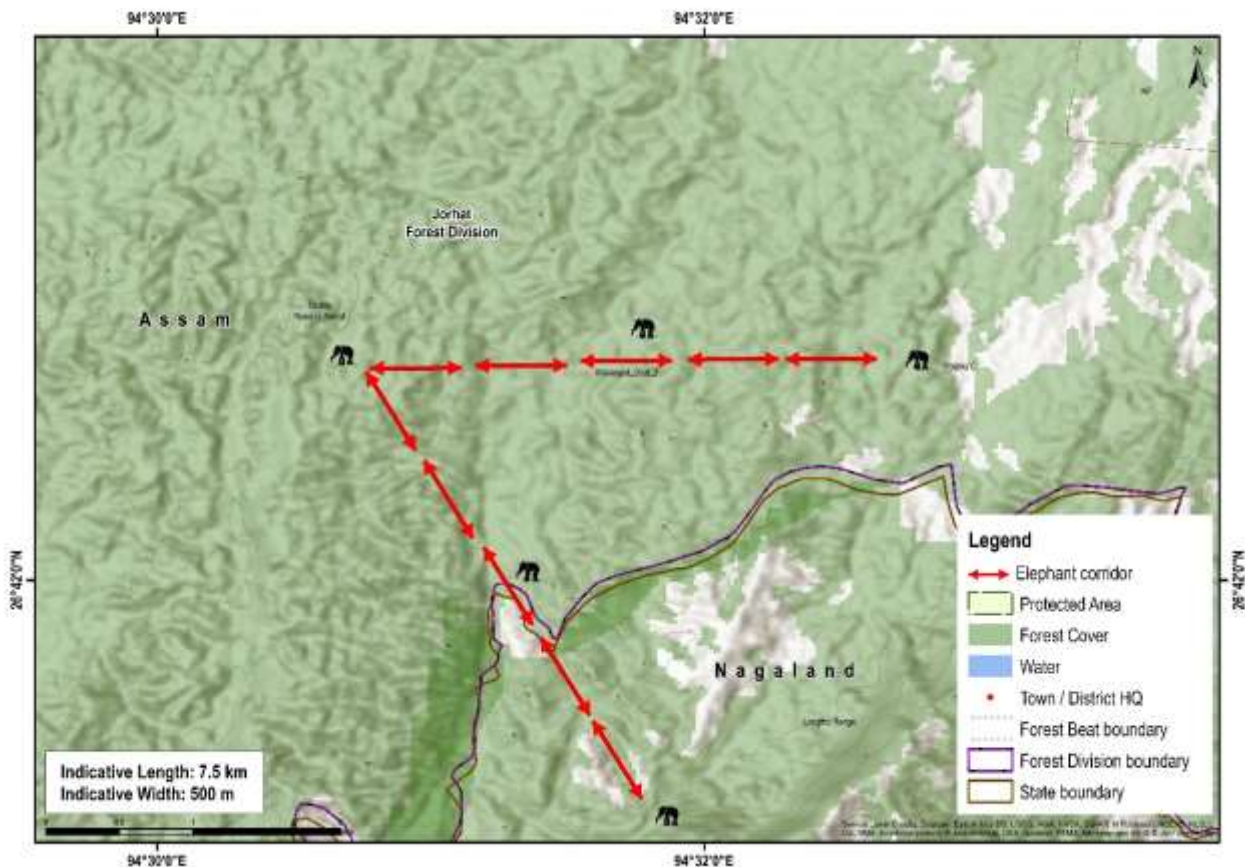 94°30'0"E
94°32'0"E
N
Jorhat
Forest Division
Assam
26°42'0"N
26°42'0"N
Nagaland
Legend
Elephant corridor
Protected Area
Forest Cover
Water
Town / District HQ
Forest Beat boundary
Forest Division boundary
State boundary
Indicative Length: 7.5 km
Indicative Width: 500 m
94°30'0"E
94°32'0"E